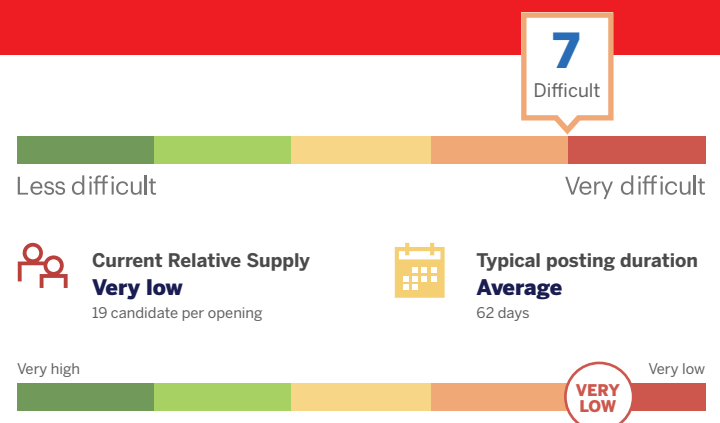 7
Difficult
Less difficult
Very difficult
Current Relative Supply
Very low
19 candidate per opening
Typical posting duration
Average
62 days
Very high
Very low
VERY
LOW